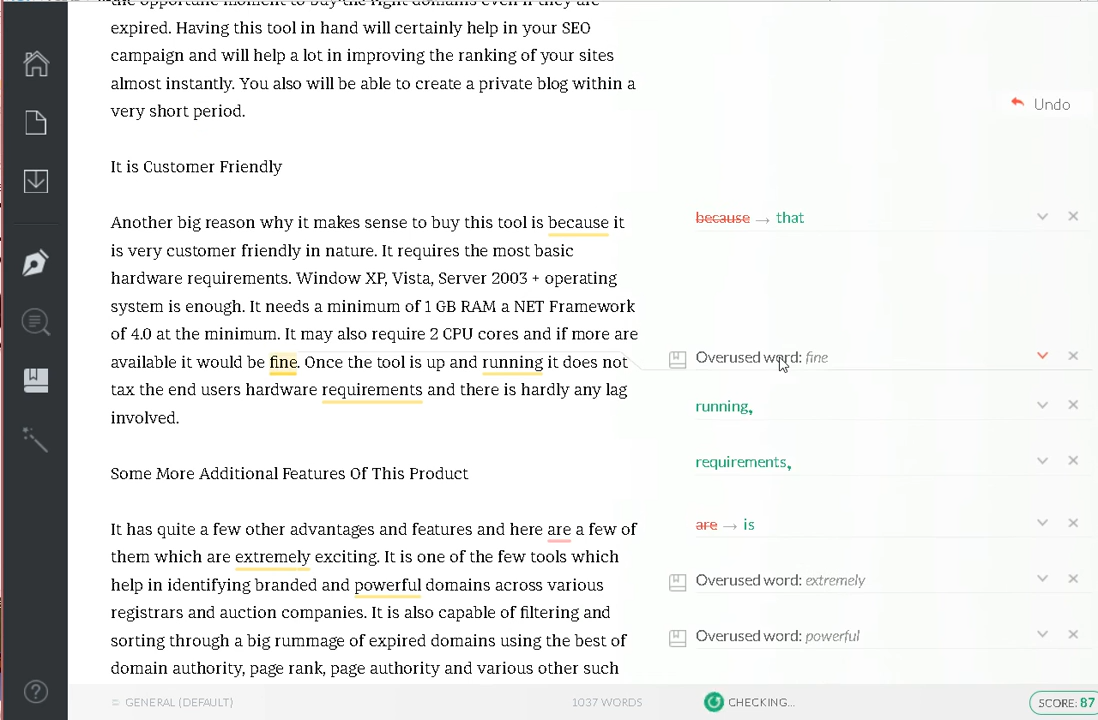 the opportune moment to buy the right domains even if they are
expired. Having this tool in hand will certainly help in your SEO
campaign and will help a lot in improving the ranking of your sites
almost instantly. You also will be able to create a private blog within a
very short period.
Undo
It is Customer Friendly
Another big reason why it makes sense to buy this tool is because it
because → that
is very customer friendly in nature. It requires the most basic
hardware requirements. Window XP, Vista, Server 2003 + operating
system is enough. It needs a minimum of 1 GB RAM a NET Framework
of 4.0 at the minimum. It may also require 2 CPU cores and if more are
available it would be fine. Once the tool is up and running it does not
Overused word: fine
tax the end users hardware requirements and there is hardly any lag
running,
involved.
requirements,
Some More Additional Features Of This Product
It has quite a few other advantages and features and here are a few of
are → is
them which are extremely exciting. It is one of the few tools which
help in identifying branded and powerful domains across various
Overused word: extremely
registrars and auction companies. It is also capable of filtering and
sorting through a big rummage of expired domains using the best of
Overused word: powerful
domain authority, page rank, page authority and various other such
GENERAL (DEFAULT)
1037 WORDS
CHECKING...
SCORE: 87